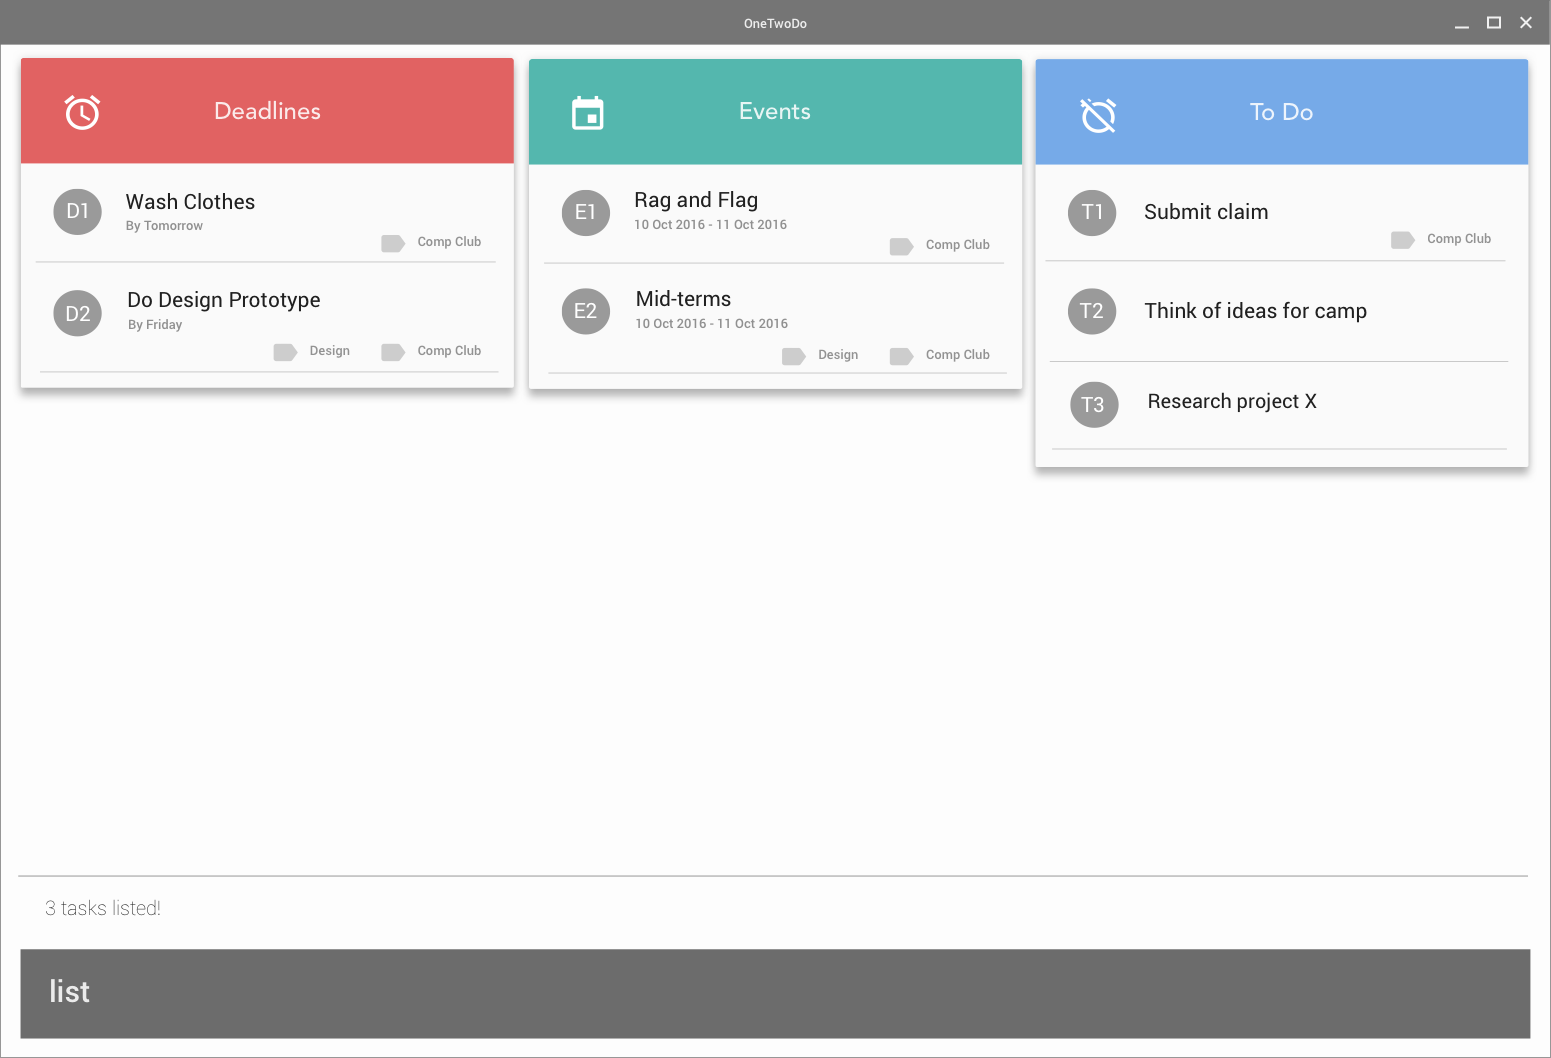 OneTwoDo
Deadlines
D1
Wash Clothes
By Tomorrow
Comp Club
D2
Do Design Prototype
By Friday
Design Comp Club
Events
E1
Rag and Flag
10 Oct 2016 - 11 Oct 2016
Comp Club
E2
Mid-terms
10 Oct 2016 - 11 Oct 2016
Design Comp Club
To Do
T1
Submit claim
Comp Club
T2
Think of ideas for camp
T3
Research project X
3 tasks listed!
list